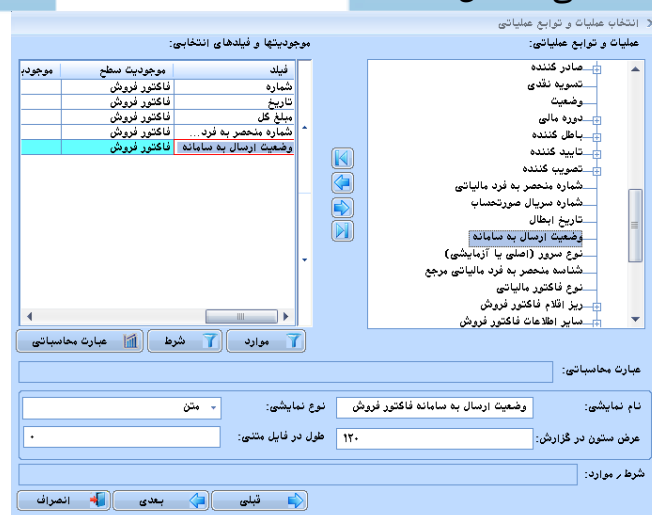 انتخاب عملیات و توابع عملیاتی
عملیات و توابع عملیاتی:
صادر کننده
تسویه نقدی
وضعیت
دوره مالی
باطل کننده
تایید کننده
تصویب کننده
شماره منحصر به فرد مالیاتی
شماره سریال صورتحساب
تاریخ ابطال
وضعیت ارسال به سامانه
نوع سرور (اصلی یا آزمایشی)
شناسه منحصر به فرد مالیاتی مرجع
نوع فاکتور مالیاتی
ریز اقلام فاکتور فروش
سایر اطلاعات فاکتور فروش
موجودیتها و فیلدهای انتخابی:
فیلد موجودیت سطح موجودی
شماره فاکتور فروش
تاریخ فاکتور فروش
مبلغ کل فاکتور فروش
شماره منحصر به فرد... فاکتور فروش
وضعیت ارسال به سامانه فاکتور فروش
موارد شرط عبارت محاسباتی
عبارت محاسباتی:
نام نمایشی: وضعیت ارسال به سامانه فاکتور فروش نوع نمایشی: متن
عرض ستون در گزارش: ۱۲۰ طول در فایل متنی: ۰
شرط / موارد:
قبلی بعدی انصراف